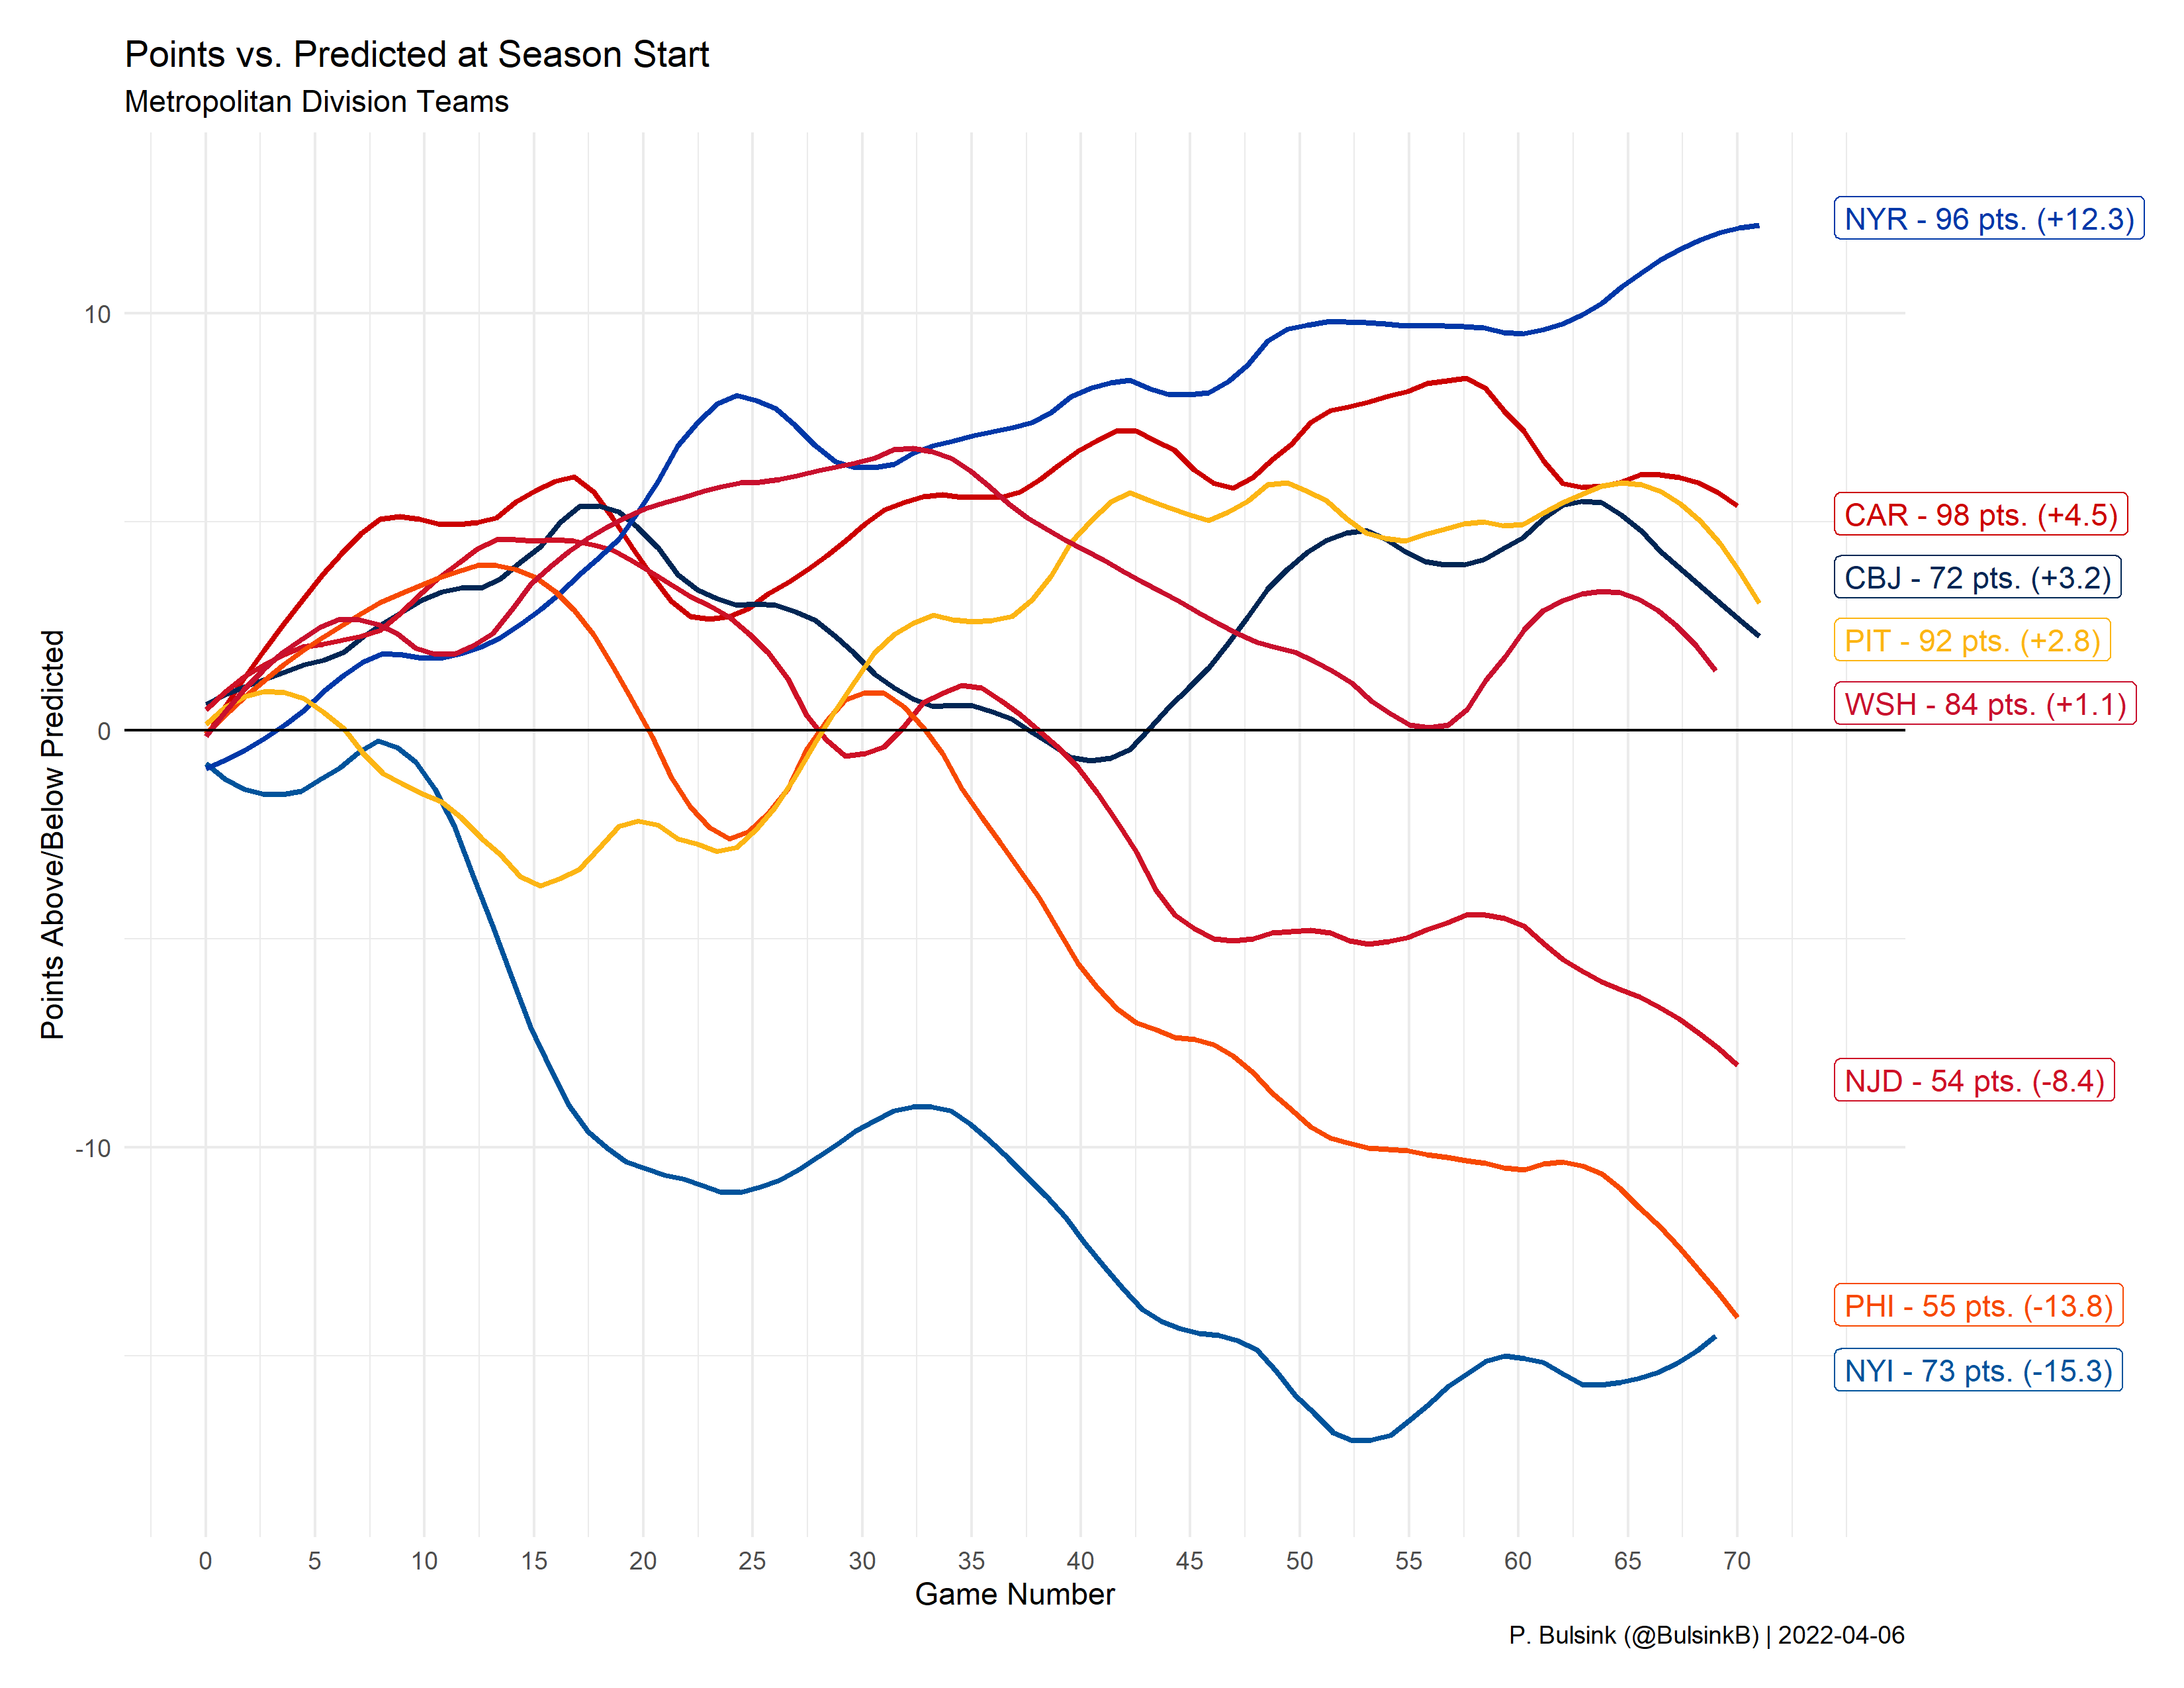 Points vs. Predicted at Season Start
Metropolitan Division Teams
NYR - 96 pts. (+12.3)
CAR - 98 pts. (+4.5)
CBJ - 72 pts. (+3.2)
PIT - 92 pts. (+2.8)
WSH - 84 pts. (+1.1)
NJD - 54 pts. (-8.4)
PHI - 55 pts. (-13.8)
NYI - 73 pts. (-15.3)
Points Above/Below Predicted
10
0
-10
0 5 10 15 20 25 30 35 40 45 50 55 60 65 70
Game Number
P. Bulsink (@BulsinkB) | 2022-04-06